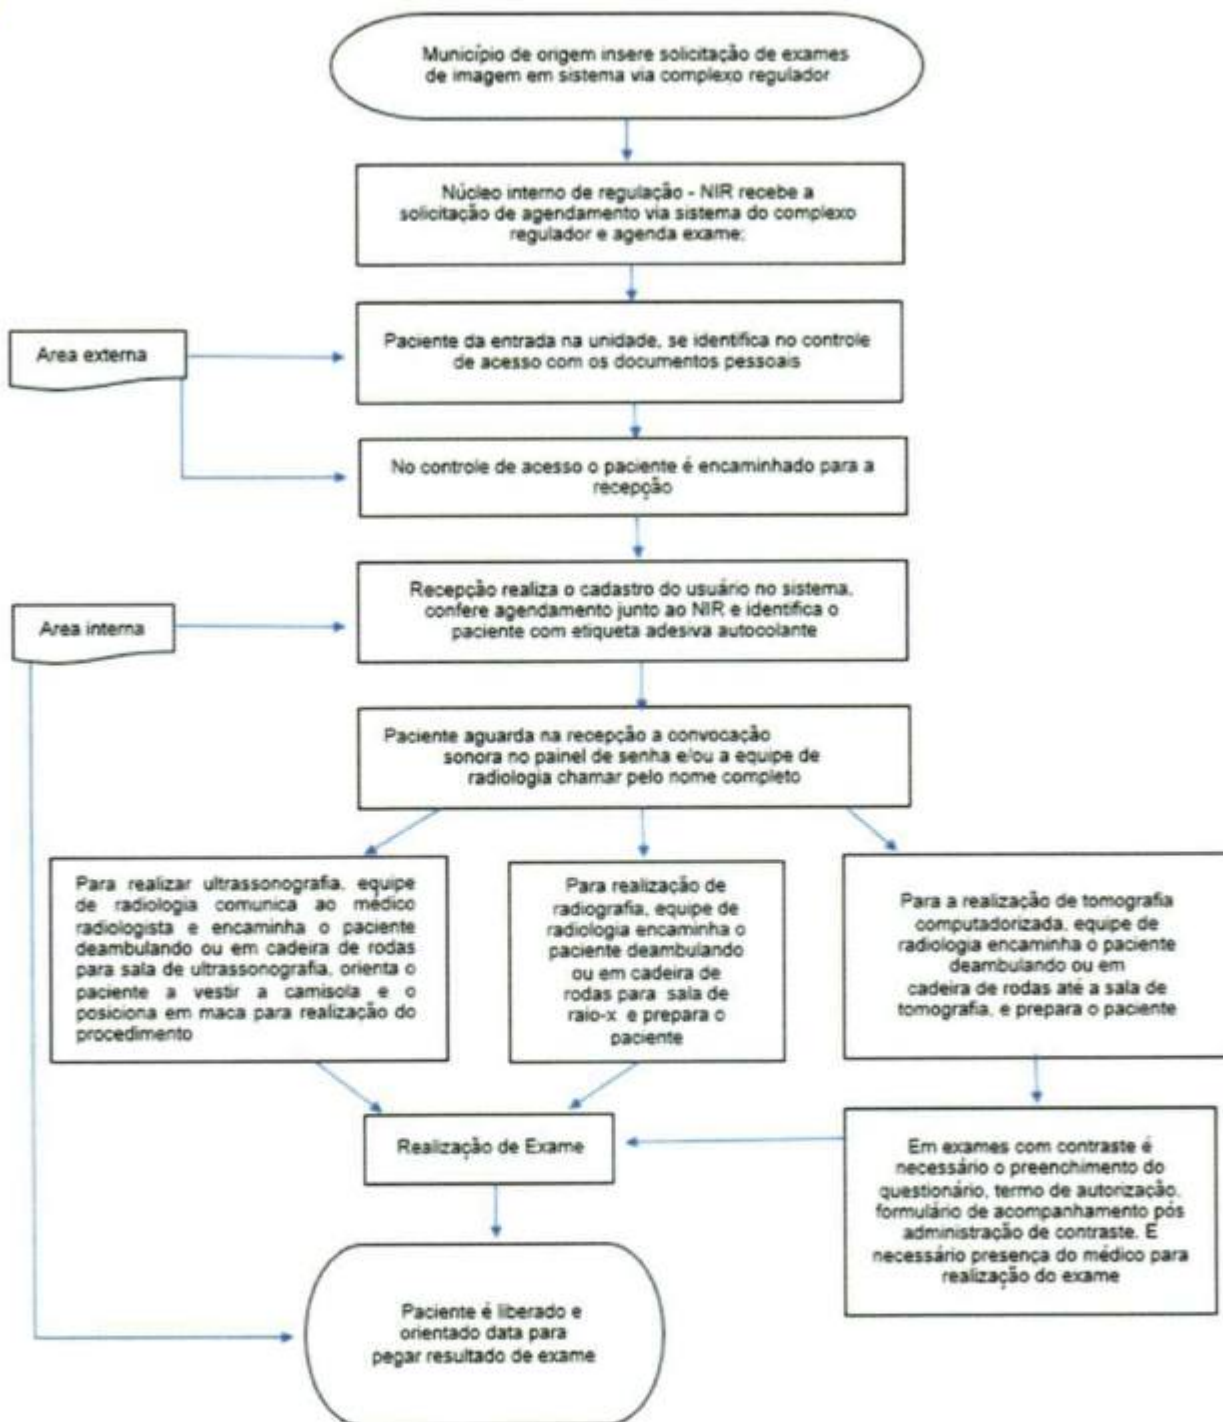 Município de origem insere solicitação de exames
de imagem em sistema via complexo regulador
Núcleo interno de regulação - NIR recebe a
solicitação de agendamento via sistema do complexo
regulador e agenda exame;
Area externa
Paciente da entrada na unidade, se identifica no controle
de acesso com os documentos pessoais
No controle de acesso o paciente é encaminhado para a
recepção
Area interna
Recepção realiza o cadastro do usuário no sistema,
confere agendamento junto ao NIR e identifica o
paciente com etiqueta adesiva autocolante
Paciente aguarda na recepção a convocação
sonora no painel de senha e/ou a equipe de
radiologia chamar pelo nome completo
Para realizar ultrassonografia, equipe
de radiologia comunica ao médico
radiologista e encaminha o paciente
deambulando ou em cadeira de rodas
para sala de ultrassonografia, orienta o
paciente a vestir a camisola e o
posiciona em maca para realização do
procedimento
Para realização de
radiografia, equipe de
radiologia encaminha o
paciente deambulando
ou em cadeira de
rodas para sala de
raio-x e prepara o
paciente
Para a realização de tomografia
computadorizada, equipe de
radiologia encaminha o paciente
deambulando ou em
cadeira de rodas até a sala de
tomografia, e prepara o paciente
Realização de Exame
Em exames com contraste é
necessário o preenchimento do
questionário, termo de autorização,
formulário de acompanhamento pós
administração de contraste. E
necessário presença do médico para
realização do exame
Paciente é liberado e
orientado data para
pegar resultado de exame